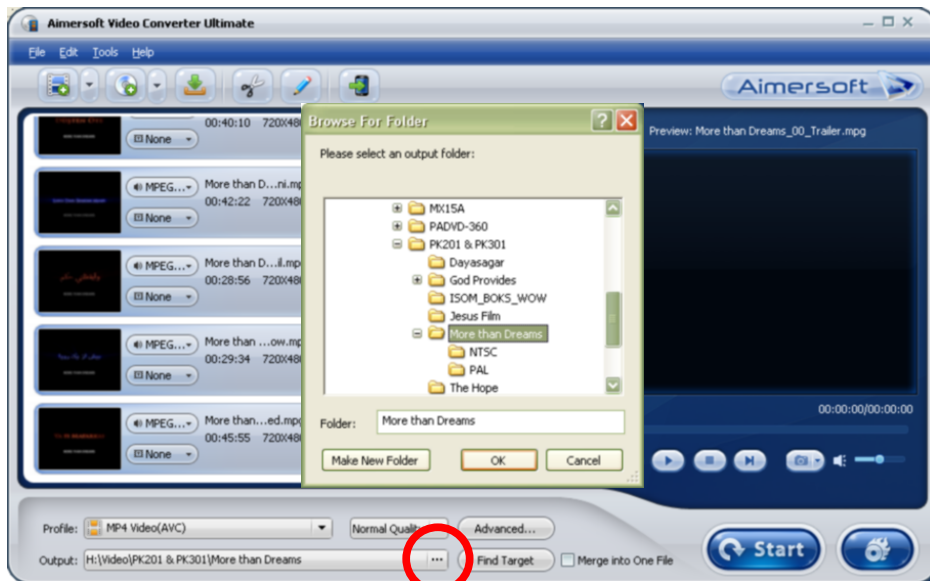 Aimersoft Video Converter Ultimate
File Edit Tools Help
Aimersoft
00:40:10 720X48
None
MPEG...
More than D...ni.mp
00:42:22 720X48
None
MPEG...
More than D...il.mp
00:28:56 720X48
None
MPEG...
More than ...ow.mp
00:29:34 720X48
None
MPEG...
More than...ed.mp
00:45:55 720X48
None
Browse For Folder
Please select an output folder:
MX15A
PADVD-360
PK201 & PK301
Dayasagar
God Provides
ISOM_BOKS_WOW
Jesus Film
More than Dreams
NTSC
PAL
The Hope
Folder: More than Dreams
Make New Folder OK Cancel
Preview: More than Dreams_00_Trailer.mpg
00:00:00/00:00:00
Profile: MP4 Video(AVC) Normal Quality Advanced...
Output: H:\Video\PK201 & PK301\More than Dreams ... Find Target Merge into One File
Start